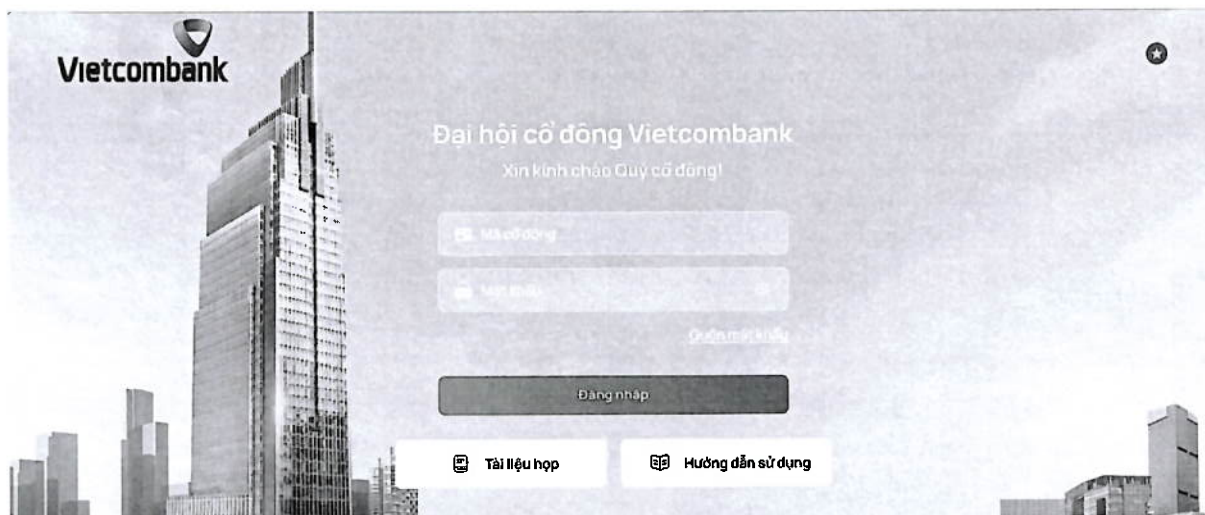 Vietcombank
Đại hội cổ đông Vietcombank
Xin kính chào Quý cổ đông!
Mã cổ đông
Mật khẩu
Quên mật khẩu
Đăng nhập
Tài liệu họp
Hướng dẫn sử dụng